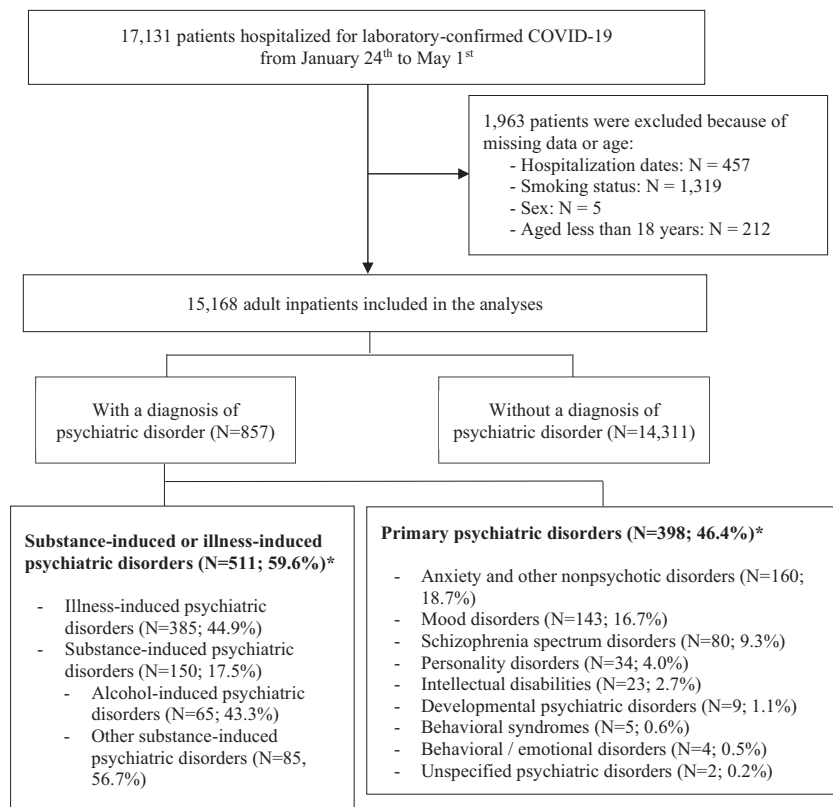 17,131 patients hospitalized for laboratory-confirmed COVID-19
from January 24th to May 1st
1,963 patients were excluded because of
missing data or age:
- Hospitalization dates: N = 457
- Smoking status: N = 1,319
- Sex: N = 5
- Aged less than 18 years: N = 212
15,168 adult inpatients included in the analyses
With a diagnosis of
psychiatric disorder (N=857)
Without a diagnosis of
psychiatric disorder (N=14,311)
Substance-induced or illness-induced
psychiatric disorders (N=511; 59.6%)*
- Illness-induced psychiatric
disorders (N=385; 44.9%)
- Substance-induced psychiatric
disorders (N=150; 17.5%)
- Alcohol-induced psychiatric
disorders (N=65; 43.3%)
- Other substance-induced
psychiatric disorders (N=85,
56.7%)
Primary psychiatric disorders (N=398; 46.4%)*
- Anxiety and other nonpsychotic disorders (N=160;
18.7%)
- Mood disorders (N=143; 16.7%)
- Schizophrenia spectrum disorders (N=80; 9.3%)
- Personality disorders (N=34; 4.0%)
- Intellectual disabilities (N=23; 2.7%)
- Developmental psychiatric disorders (N=9; 1.1%)
- Behavioral syndromes (N=5; 0.6%)
- Behavioral / emotional disorders (N=4; 0.5%)
- Unspecified psychiatric disorders (N=2; 0.2%)